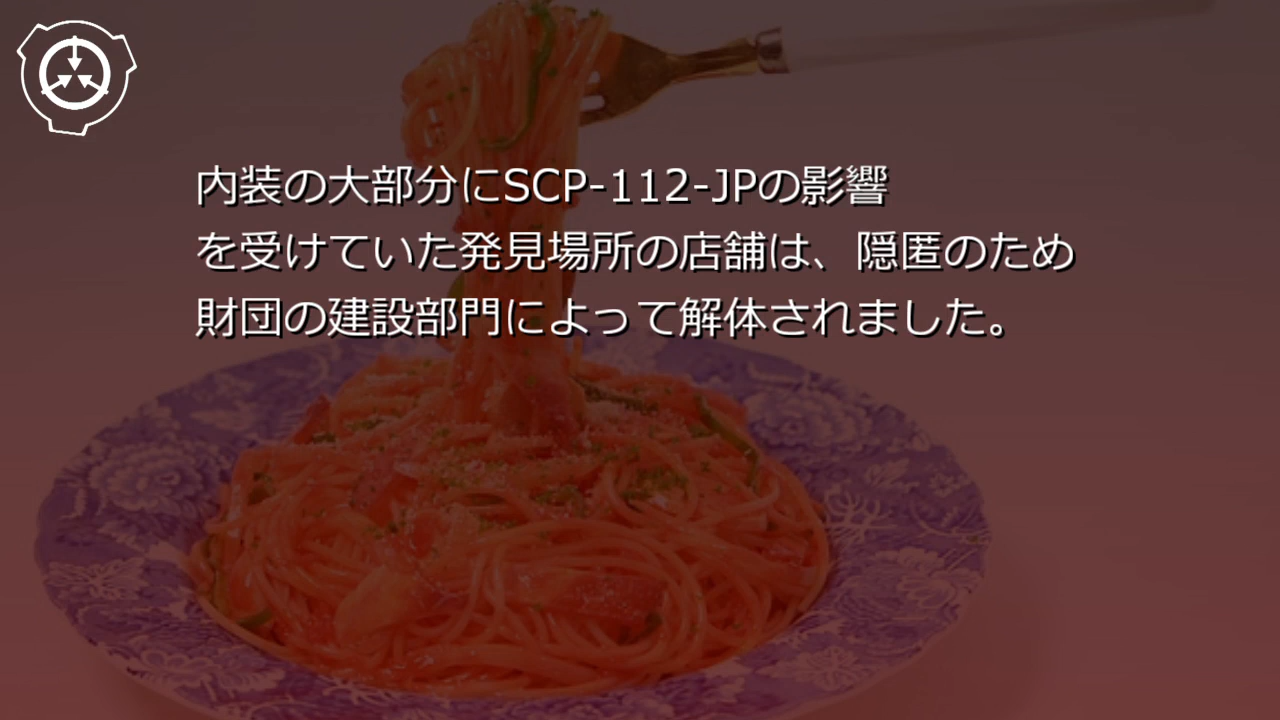 内装の大部分にSCP-112-JPの影響
を受けていた発見場所の店舗は、隠匿のため
財団の建設部門によって解体されました。